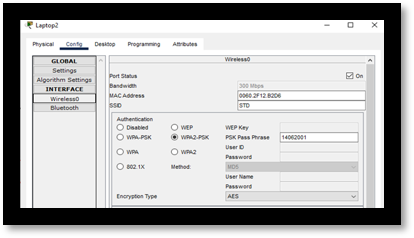 Laptop2
Physical Config Desktop Programming Attributes
GLOBAL
Settings
Algorithm Settings
INTERFACE
Wireless0
Bluetooth
Wireless0
Port Status On
Bandwidth 300 Mbps
MAC Address 0060.2F12.B2D6
SSID STD
Authentication
Disabled WEP WEP Key
WPA-PSK WPA2-PSK PSK Pass Phrase 14062001
User ID
WPA WPA2 Password
802.1X Method: MD5
User Name
Password
Encryption Type AES